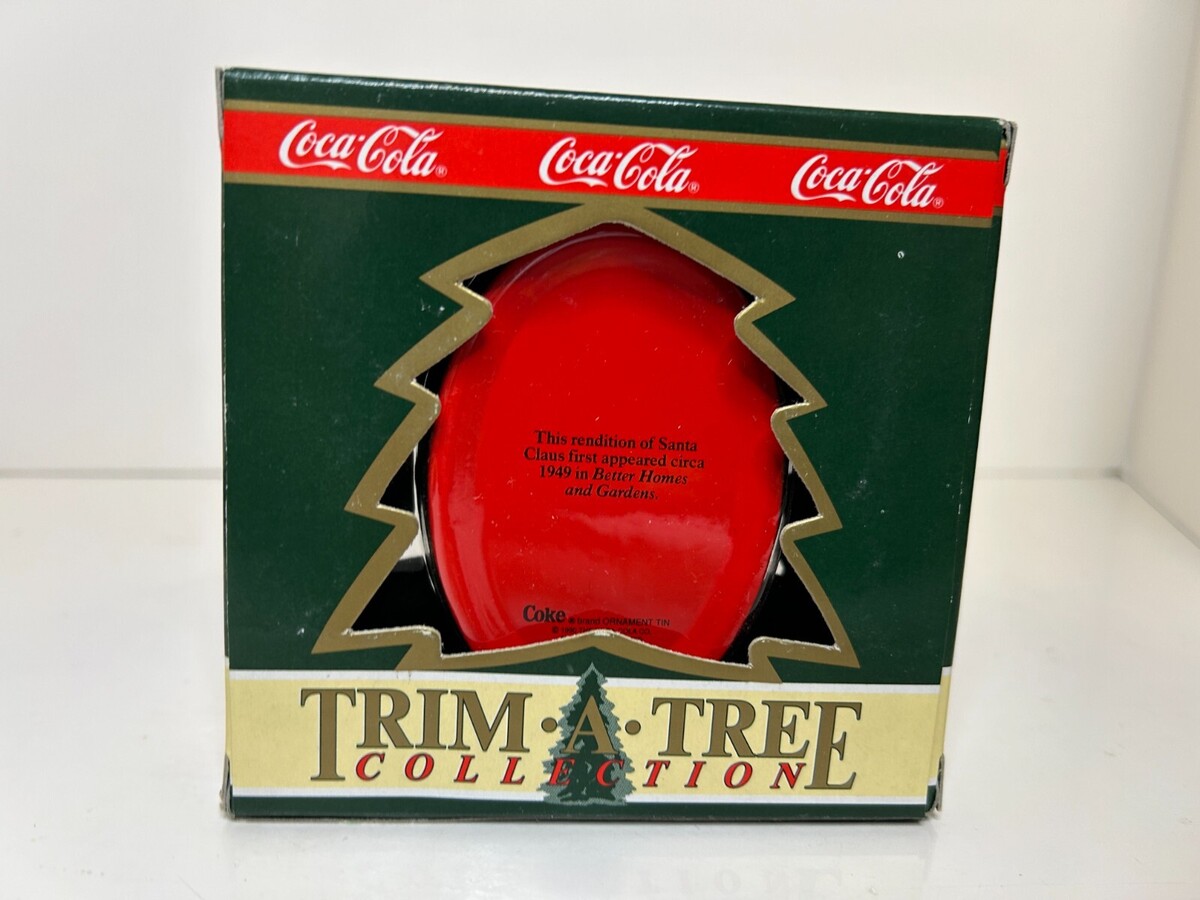 Coca-Cola® Coca-Cola® Coca-Cola®
This rendition of Santa
Claus first appeared circa
1949 in Better Homes
and Gardens.
Coke brand ORNAMENT TIN
TRIM·A·TREE
COLLECTION